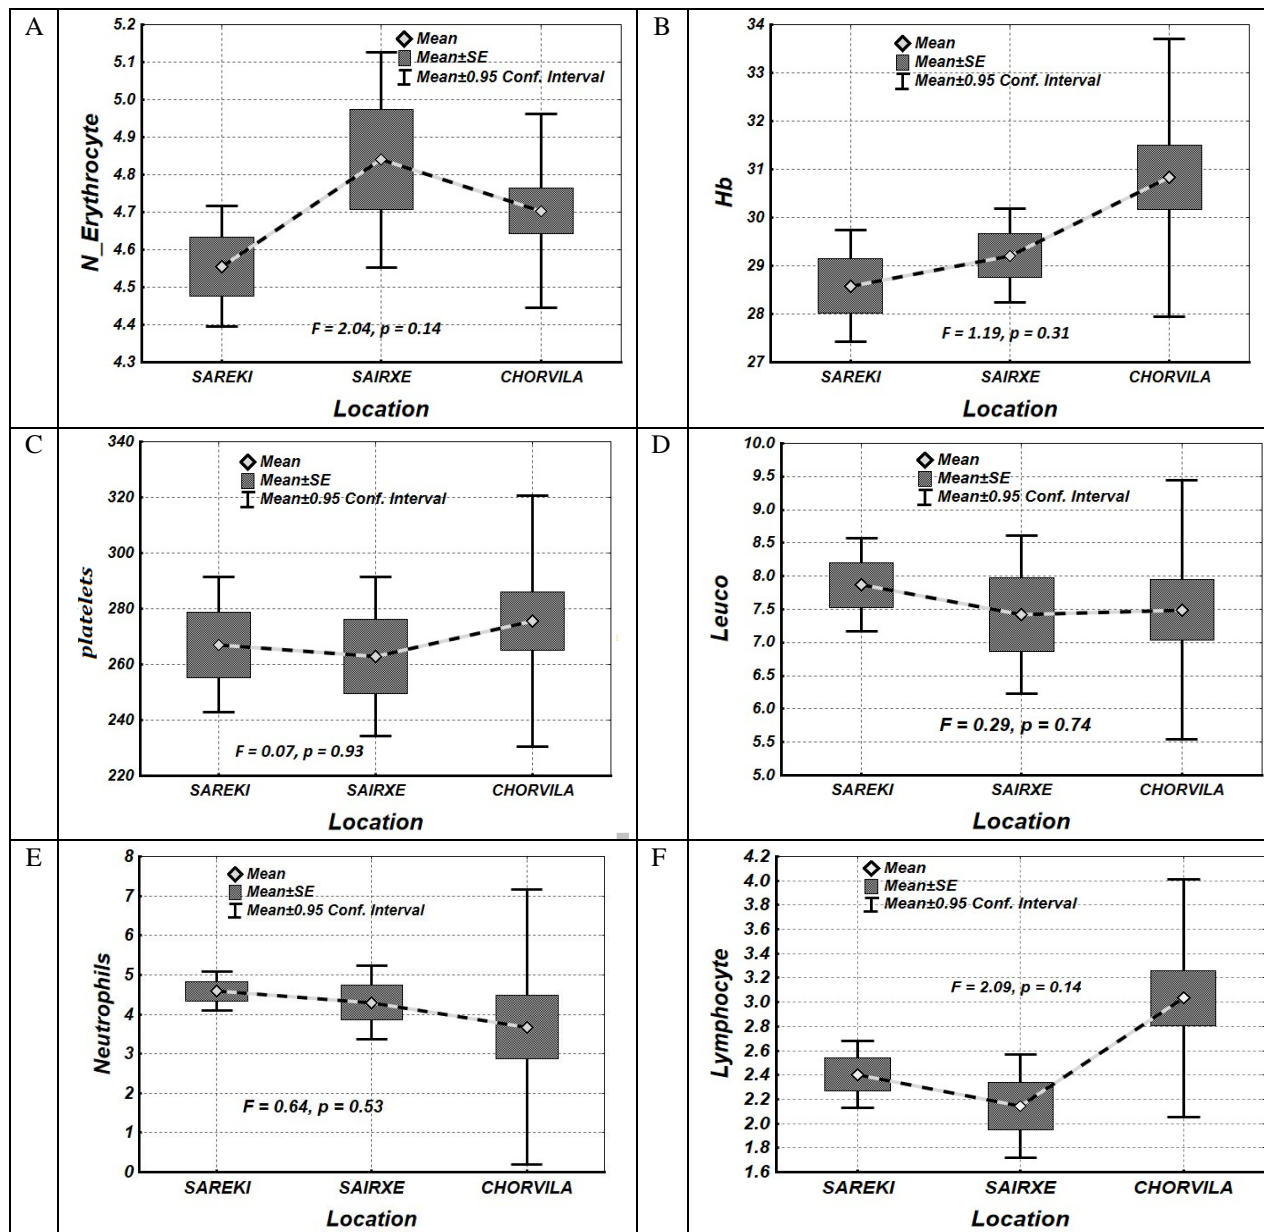 A
5.2
5.1
5.0
4.9
4.8
4.7
4.6
4.5
4.4
4.3
N_Erythrocyte
Mean
Mean±SE
Mean±0.95 Conf. Interval
F = 2.04, p = 0.14
SAREKI SAIRXE CHORVILA
Location
B
34
33
32
31
30
29
28
27
Hb
Mean
Mean±SE
Mean±0.95 Conf. Interval
F = 1.19, p = 0.31
SAREKI SAIRXE CHORVILA
Location
C
340
320
300
280
260
240
220
platelets
Mean
Mean±SE
Mean±0.95 Conf. Interval
F = 0.07, p = 0.93
SAREKI SAIRXE CHORVILA
Location
D
10.0
9.5
9.0
8.5
8.0
7.5
7.0
6.5
6.0
5.5
5.0
Leuco
Mean
Mean±SE
Mean±0.95 Conf. Interval
F = 0.29, p = 0.74
SAREKI SAIRXE CHORVILA
Location
E
8
7
6
5
4
3
2
1
0
Neutrophils
Mean
Mean±SE
Mean±0.95 Conf. Interval
F = 0.64, p = 0.53
SAREKI SAIRXE CHORVILA
Location
F
4.2
4.0
3.8
3.6
3.4
3.2
3.0
2.8
2.6
2.4
2.2
2.0
1.8
1.6
Lymphocyte
Mean
Mean±SE
Mean±0.95 Conf. Interval
F = 2.09, p = 0.14
SAREKI SAIRXE CHORVILA
Location